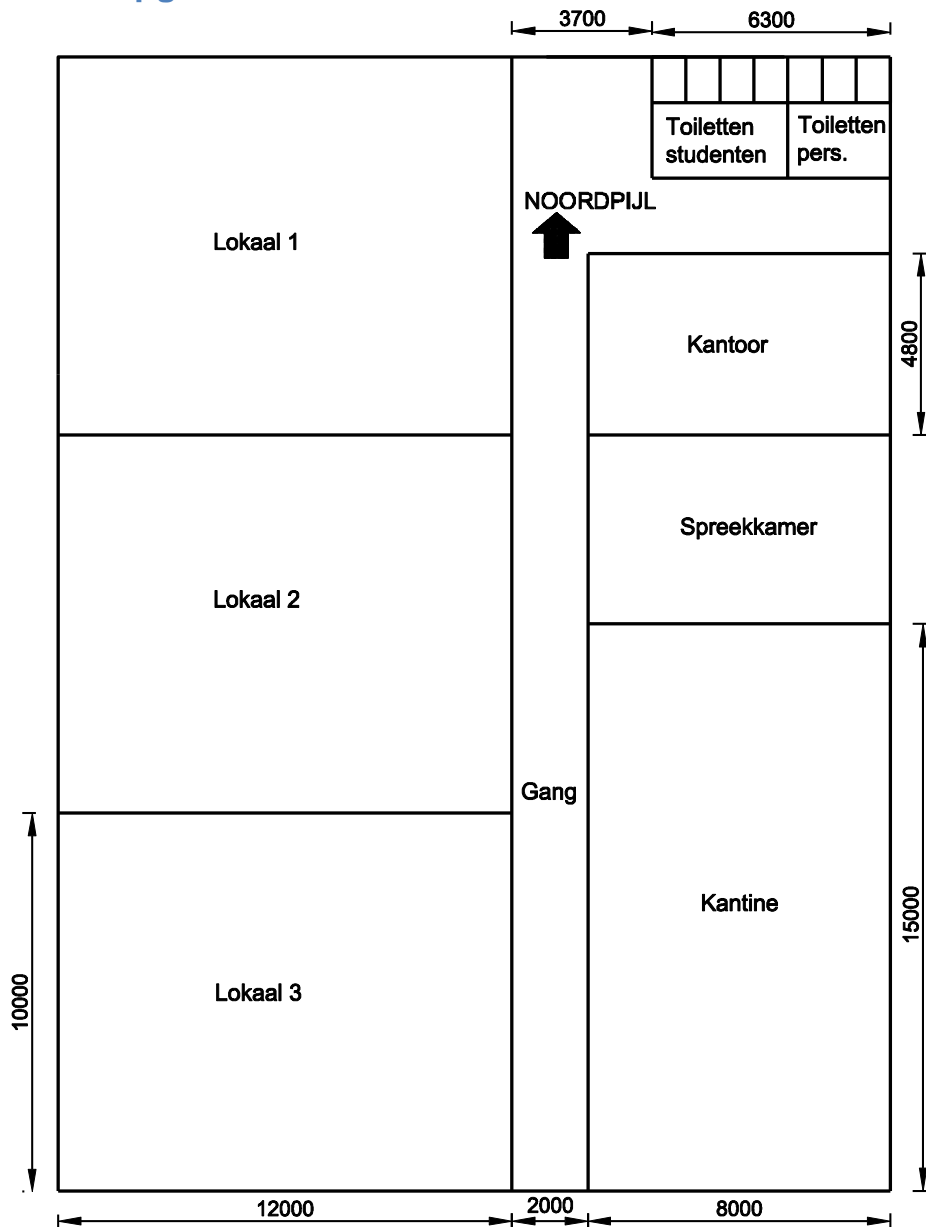 3700
6300
Toiletten
studenten
Toiletten
pers.
NOORDPIJL
Lokaal 1
Kantoor
4800
Spreekkamer
Lokaal 2
Gang
Kantine
15000
10000
Lokaal 3
12000
2000
8000